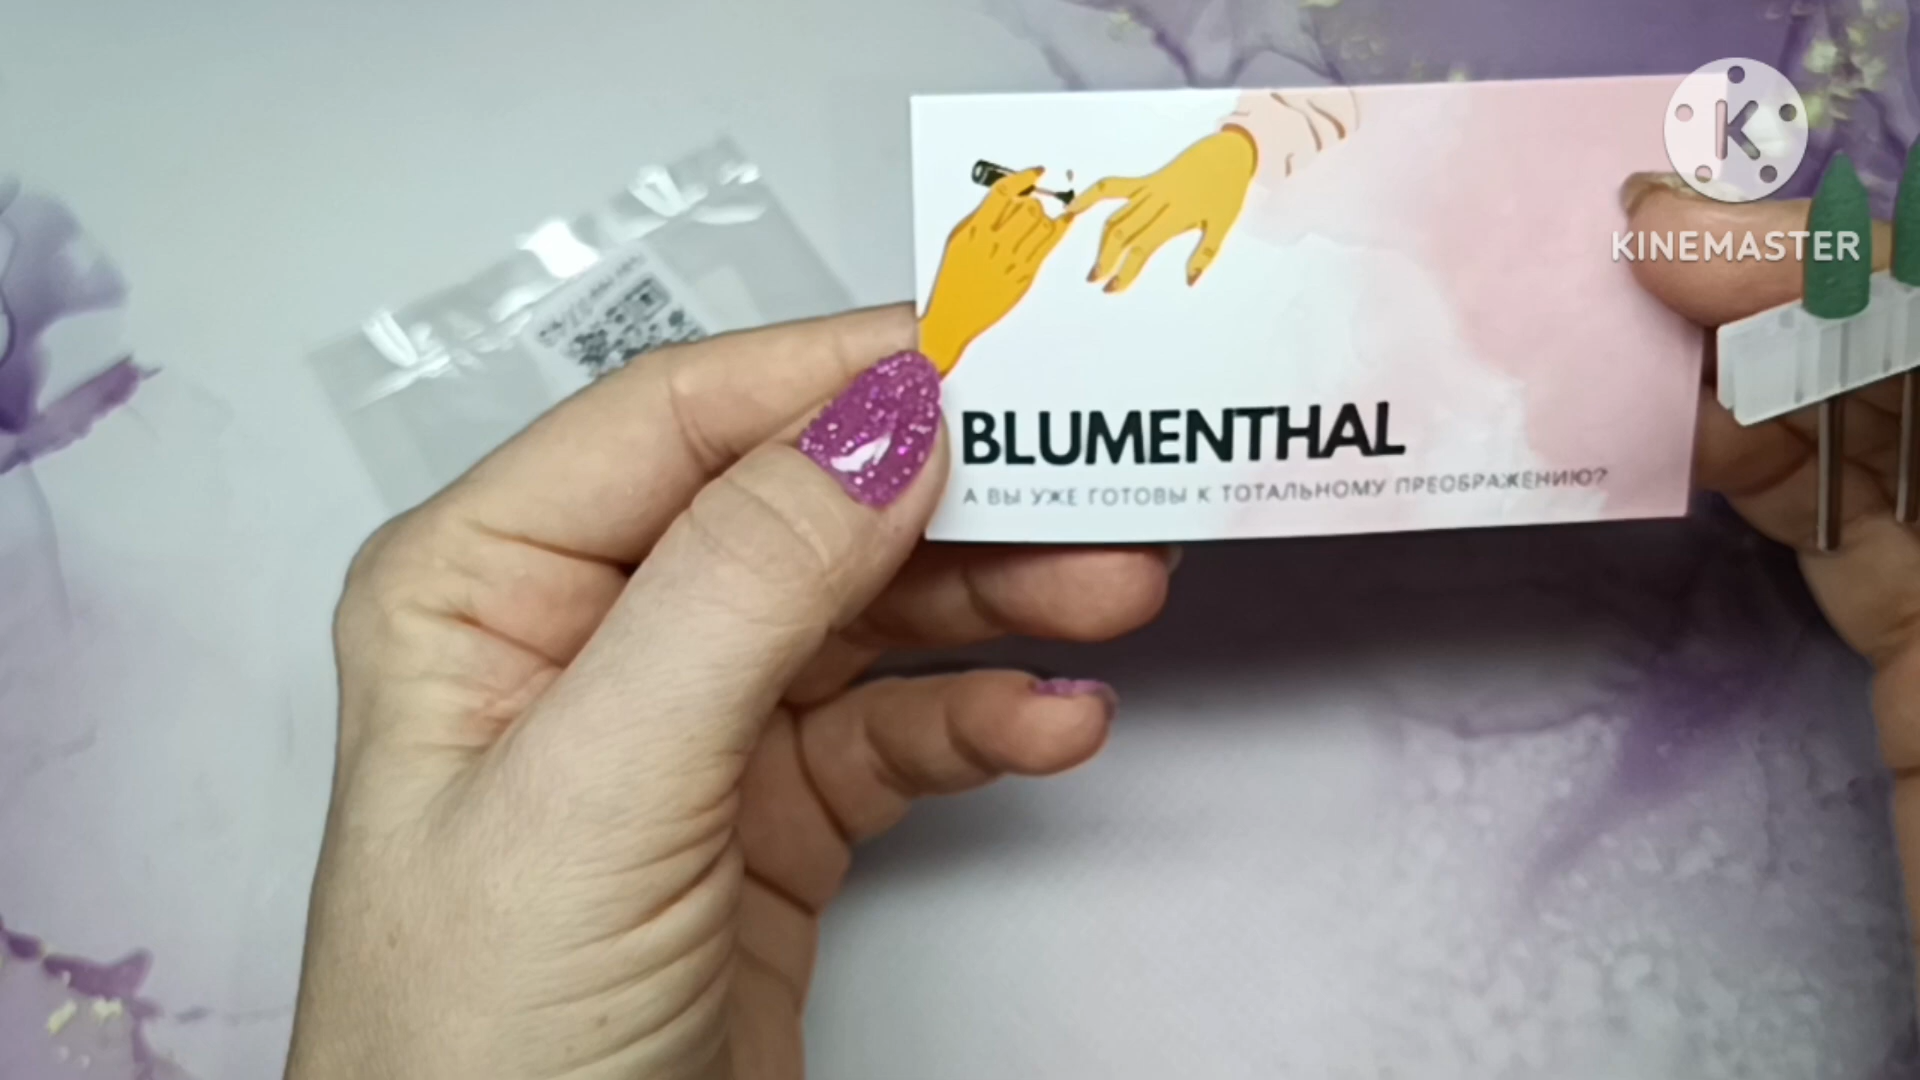 BLUMENTHAL
А ВЫ УЖЕ ГОТОВЫ К ТОТАЛЬНОМУ ПРЕОБРАЖЕНИЮ?
KINEMASTER